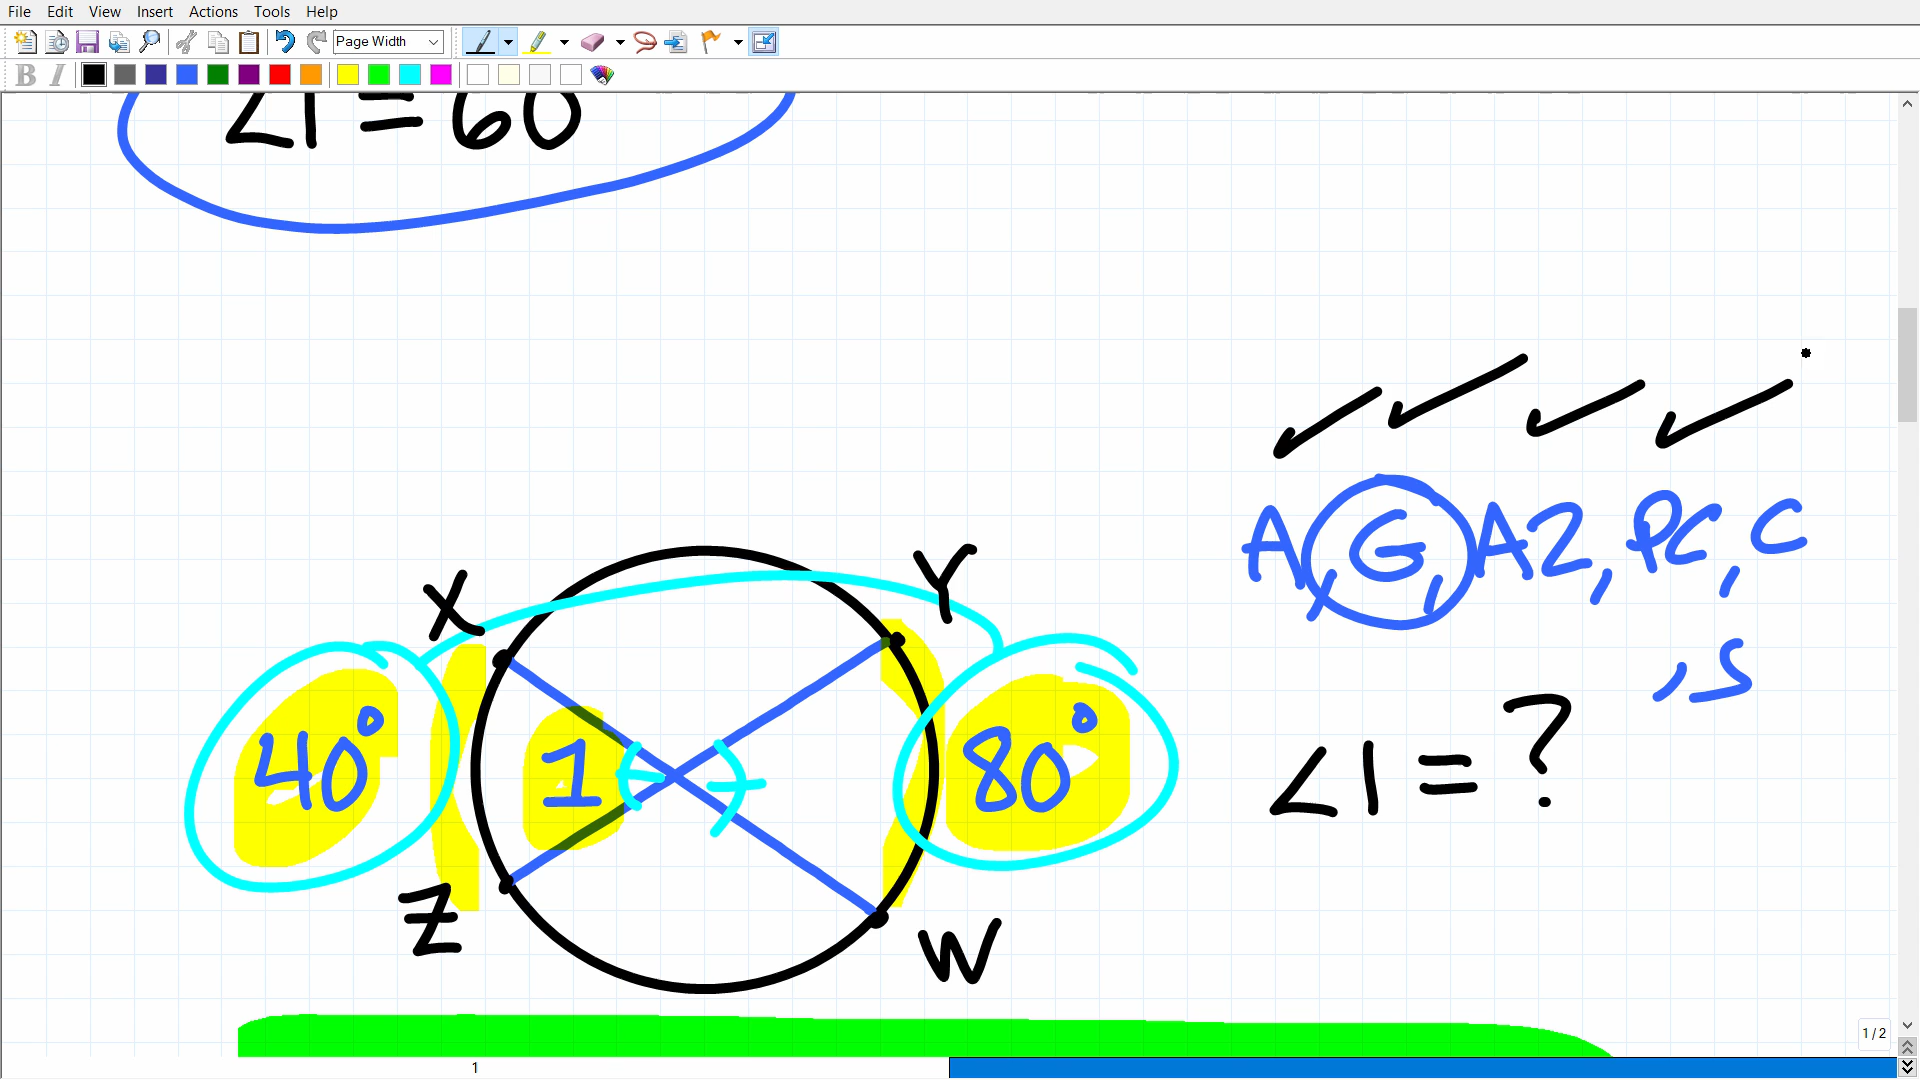 File Edit View Insert Actions Tools Help
Page Width
B I
∠1 = 60
A, G, A2, PC, C
, S
X Y
40° 1 80°
∠1 = ?
Z W
1 / 2
1